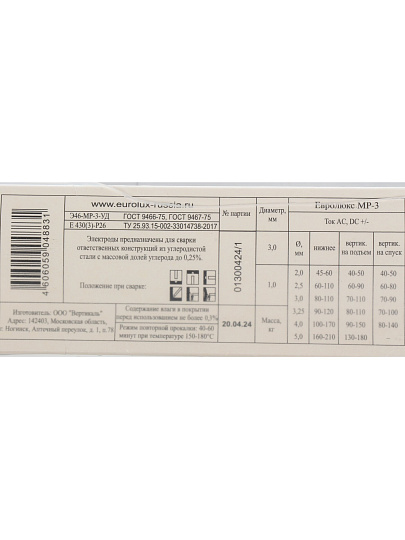 4606059048831
www.eurolux-russia.ru
Э46-МР-3-УД ГОСТ 9466-75, ГОСТ 9467-75
Е 430(3)-Р26 ТУ 25.93.15-002-33014738-2017
Электроды предназначены для сварки
ответственных конструкций из углеродистой
стали с массовой долей углерода до 0,25%.
Положение при сварке:
Изготовитель: ООО "Вертикаль"
Адрес: 142403, Московская область,
г. Ногинск, Аптечный переулок, д. 1, п.78
Содержание влаги в покрытии
перед использованием не более 0,3%
Режим повторной прокалки: 40-60
минут при температуре 150-180°С
№ партии
01300424/1
20.04.24
Диаметр,
мм
3,0
1,0
Масса,
кг
Евролюкс МР-3
Ток АС, DC +/-
Ø,
мм нижнее вертик.
на подъем вертик.
на спуск
2,0 45-60 40-50 40-50
2,5 60-110 60-90 60-80
3,0 80-110 70-110 70-90
3,25 90-120 80-110 70-100
4,0 100-170 90-150 80-140
5,0 160-210 130-180 –